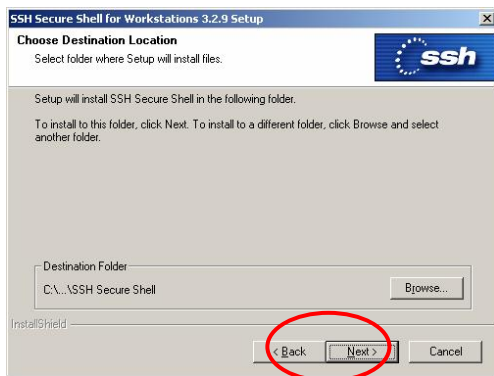 SSH Secure Shell for Workstations 3.2.9 Setup
Choose Destination Location
Select folder where Setup will install files.
ssh
Setup will install SSH Secure Shell in the following folder.
To install to this folder, click Next. To install to a different folder, click Browse and select
another folder.
Destination Folder
C:\...\SSH Secure Shell
Browse...
InstallShield
< Back
Next >
Cancel